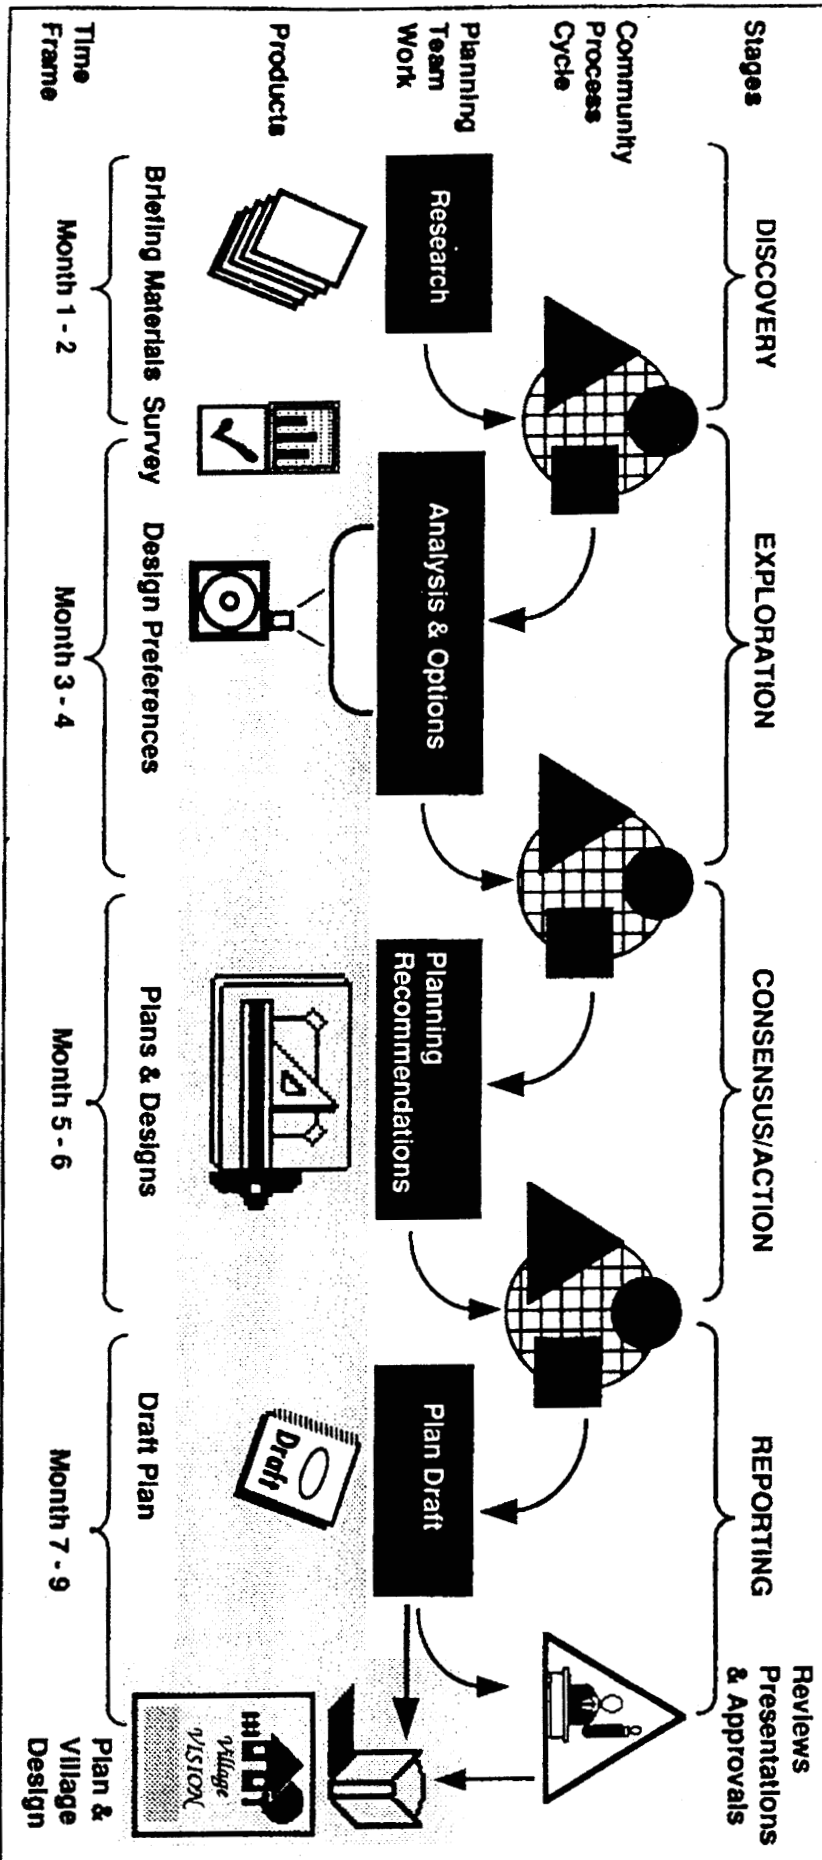 Stages
DISCOVERY
EXPLORATION
CONSENSUS/ACTION
REPORTING
Community
Process
Cycle
Reviews
Presentations
& Approvals
Planning
Team
Work
Research
Analysis & Options
Planning
Recommendations
Plan Draft
Products
Draft
Village
VISION
Briefing Materials
Survey
Design Preferences
Plans & Designs
Draft Plan
Plan &
Village
Design
Time
Frame
Month 1 - 2
Month 3 - 4
Month 5 - 6
Month 7 - 9